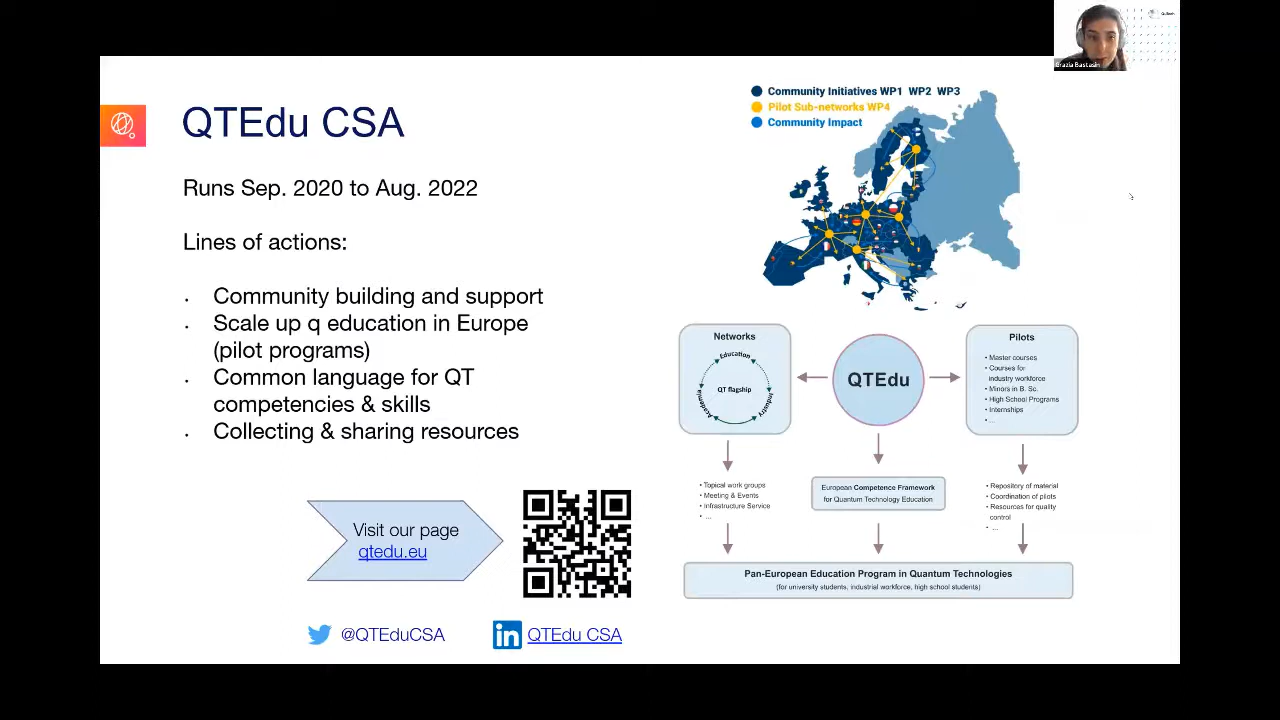 QuTech
Grazia Bastasin
QTEdu CSA
Runs Sep. 2020 to Aug. 2022
Lines of actions:
• Community building and support
• Scale up q education in Europe
(pilot programs)
• Common language for QT
competencies & skills
• Collecting & sharing resources
Visit our page
qtedu.eu
@QTEduCSA
in QTEdu CSA
Community Initiatives WP1 WP2 WP3
Pilot Sub-networks WP4
Community Impact
Networks
Education
QT flagship
Academia
Industry
QTEdu
Pilots
• Master courses
• Courses for
industry workforce
• Minors in B. Sc.
• High School Programs
• Internships
• ...
• Topical work groups
• Meeting & Events
• Infrastructure Service
• ...
European Competence Framework
for Quantum Technology Education
• Repository of material
• Coordination of pilots
• Resources for quality
control
• ...
Pan-European Education Program in Quantum Technologies
(for university students, industrial workforce, high school students)